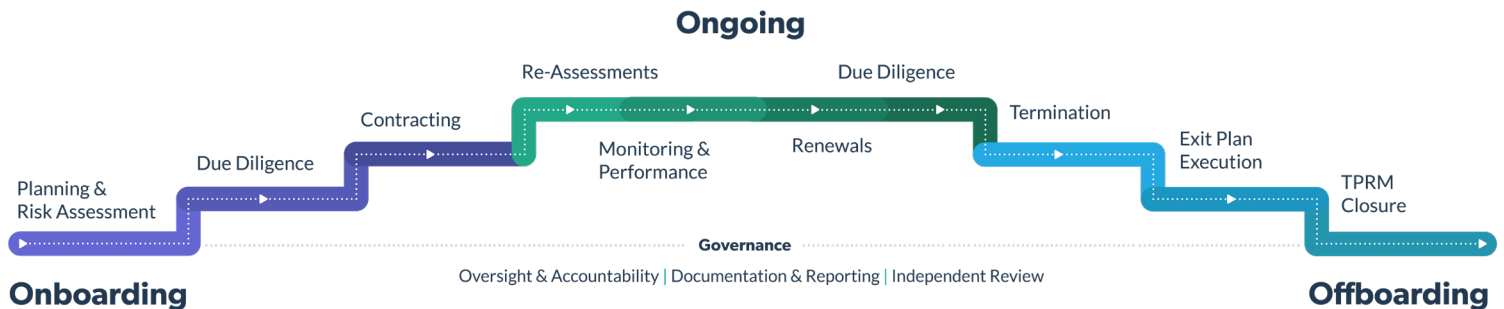 Ongoing
Re-Assessments
Due Diligence
Contracting
Termination
Due Diligence
Monitoring &
Performance
Renewals
Exit Plan
Execution
Planning &
Risk Assessment
TPRM
Closure
Governance
Oversight & Accountability | Documentation & Reporting | Independent Review
Onboarding
Offboarding